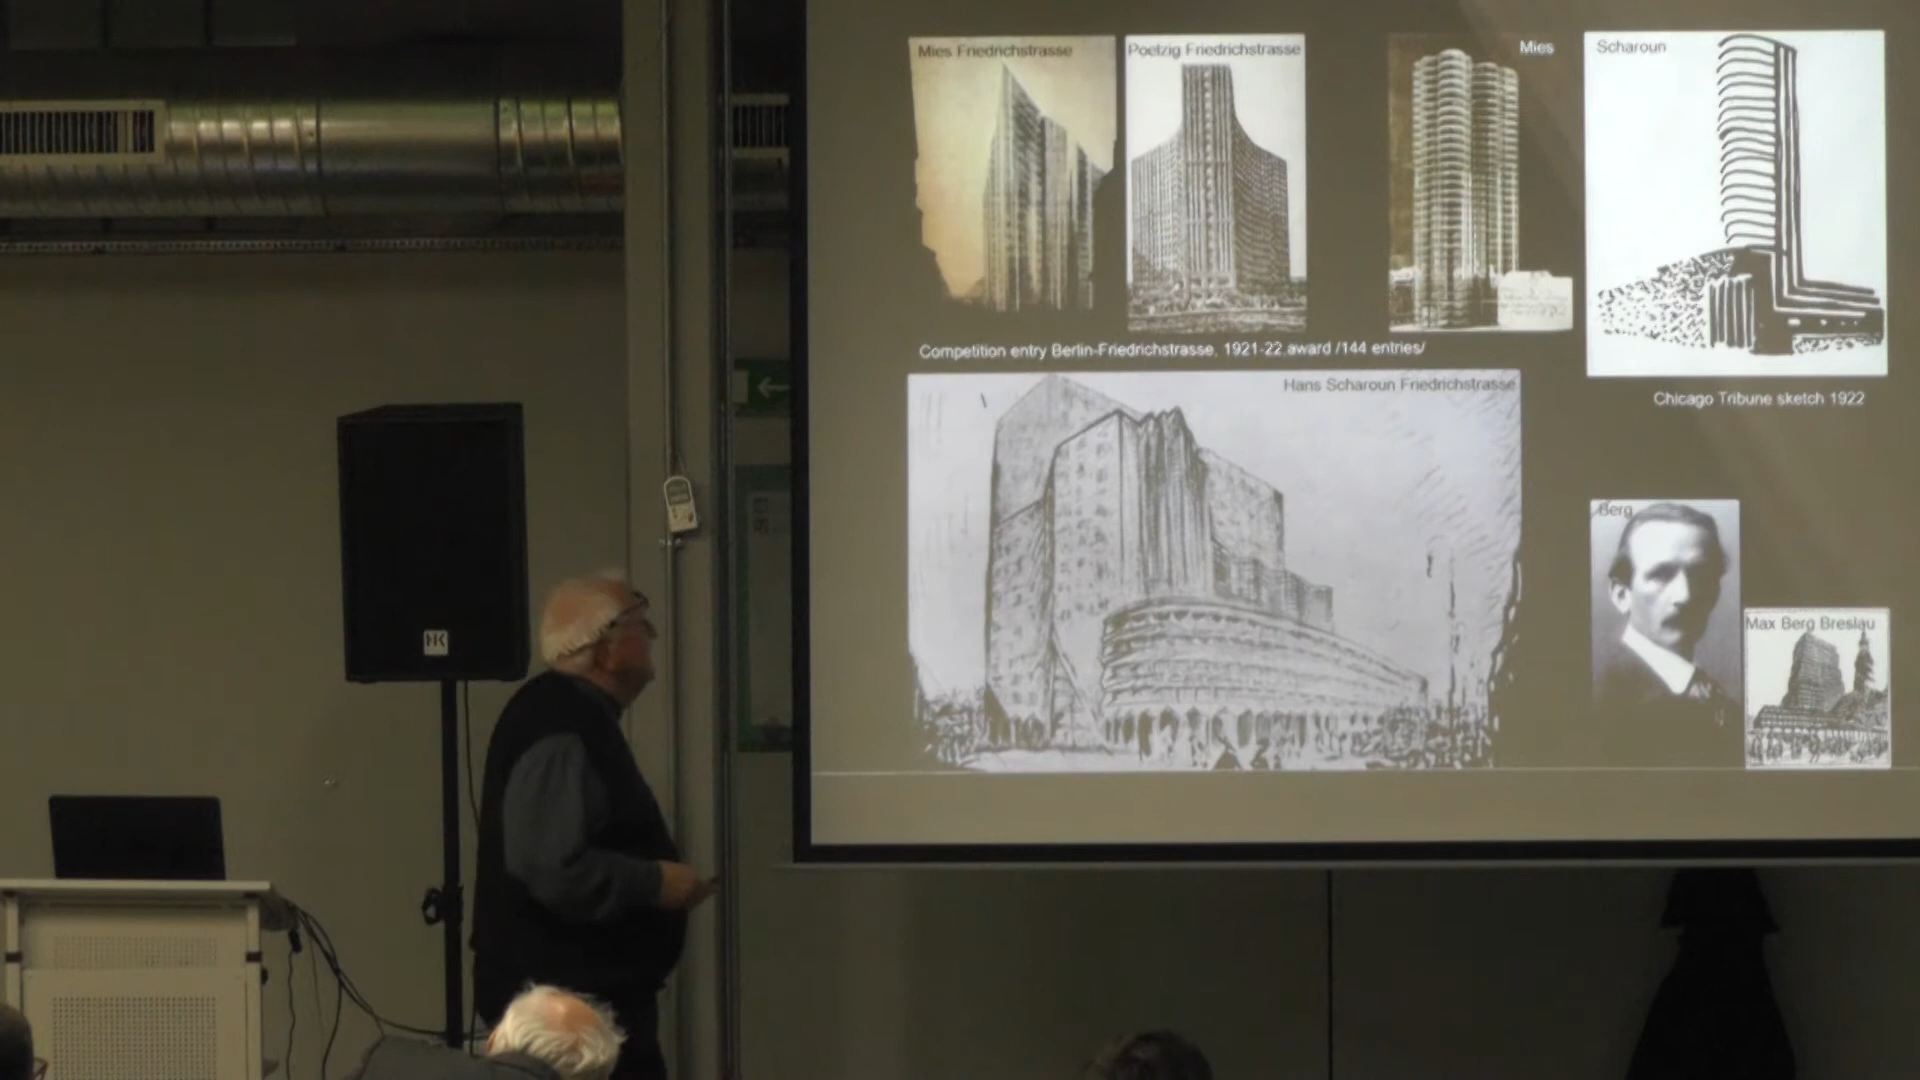 Mies Friedrichstrasse
Poelzig Friedrichstrasse
Mies
Scharoun
Competition entry Berlin-Friedrichstrasse, 1921-22 award /144 entries/
Hans Scharoun Friedrichstrasse
Chicago Tribune sketch 1922
Berg
Max Berg Breslau
HK